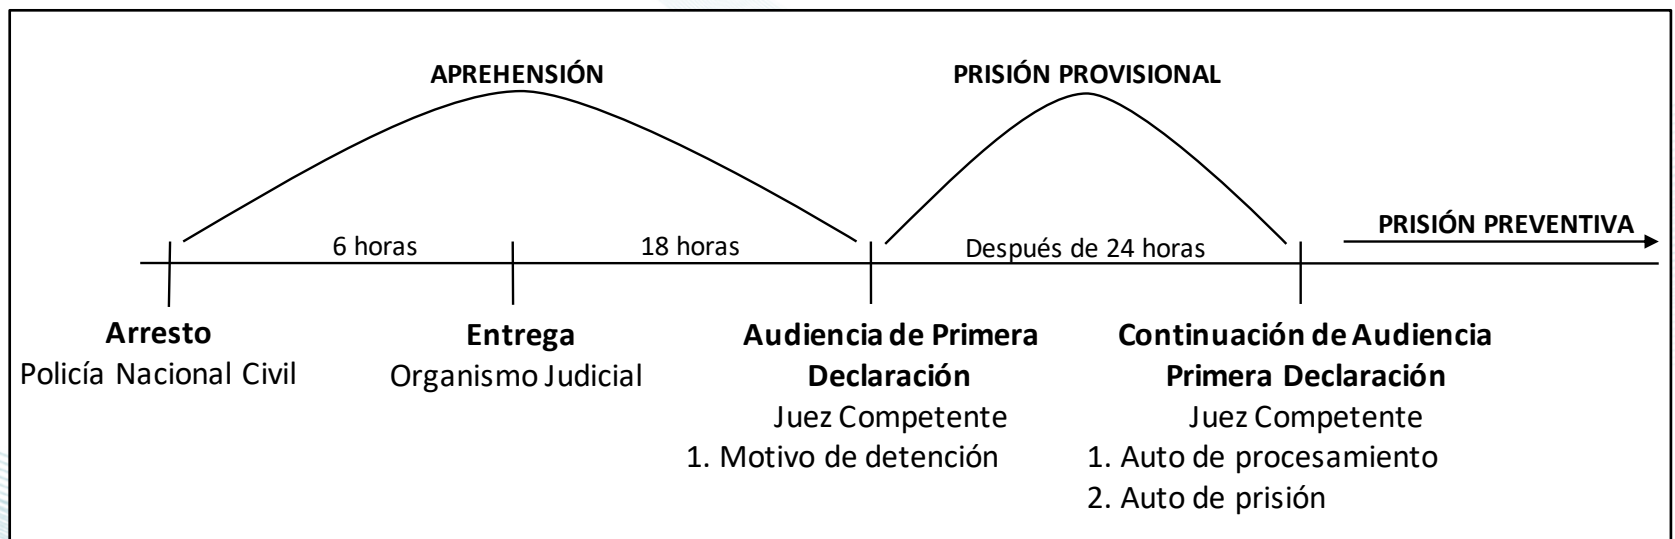 APREHENSIÓN
PRISIÓN PROVISIONAL
PRISIÓN PREVENTIVA
6 horas
18 horas
Después de 24 horas
Arresto
Policía Nacional Civil
Entrega
Organismo Judicial
Audiencia de Primera
Declaración
Juez Competente
1. Motivo de detención
Continuación de Audiencia
Primera Declaración
Juez Competente
1. Auto de procesamiento
2. Auto de prisión